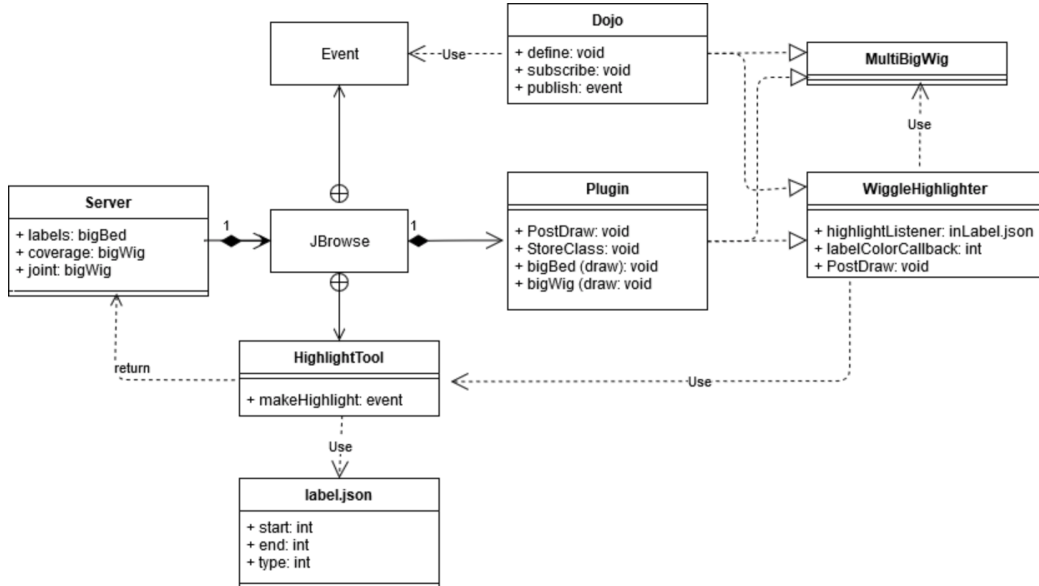 Event
Use
Dojo
+ define: void
+ subscribe: void
+ publish: event
MultiBigWig
Use
Server
+ labels: bigBed
+ coverage: bigWig
+ joint: bigWig
1
JBrowse
1
Plugin
+ PostDraw: void
+ StoreClass: void
+ bigBed (draw): void
+ bigWig (draw: void
WiggleHighlighter
+ highlightListener: inLabel.json
+ labelColorCallback: int
+ PostDraw: void
return
HighlightTool
+ makeHighlight: event
Use
Use
label.json
+ start: int
+ end: int
+ type: int